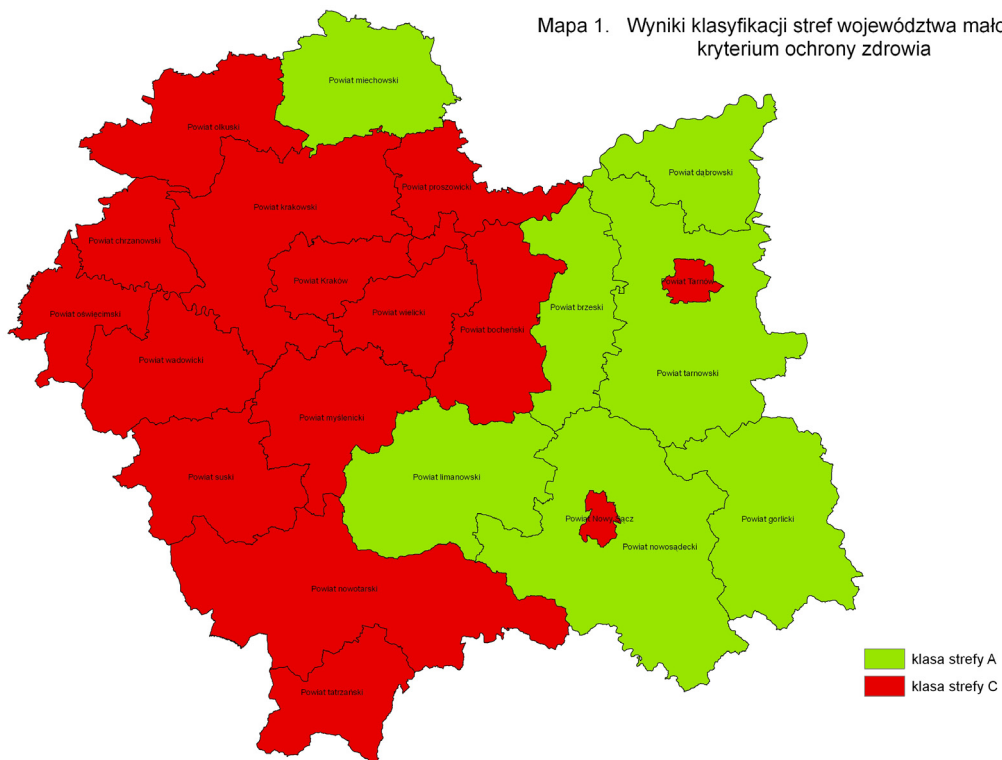 Mapa 1. Wyniki klasyfikacji stref województwa mało
kryterium ochrony zdrowia
Powiat miechowski
Powiat olkuski
Powiat dąbrowski
Powiat proszowicki
Powiat krakowski
Powiat chrzanowski
Powiat Kraków
Powiat Tarnów
Powiat brzeski
Powiat oświęcimski
Powiat wielicki
Powiat bocheński
Powiat wadowicki
Powiat tarnowski
Powiat myślenicki
Powiat suski
Powiat limanowski
Powiat Nowy Sącz
Powiat gorlicki
Powiat nowosądecki
Powiat nowotarski
klasa strefy A
klasa strefy C
Powiat tatrzański